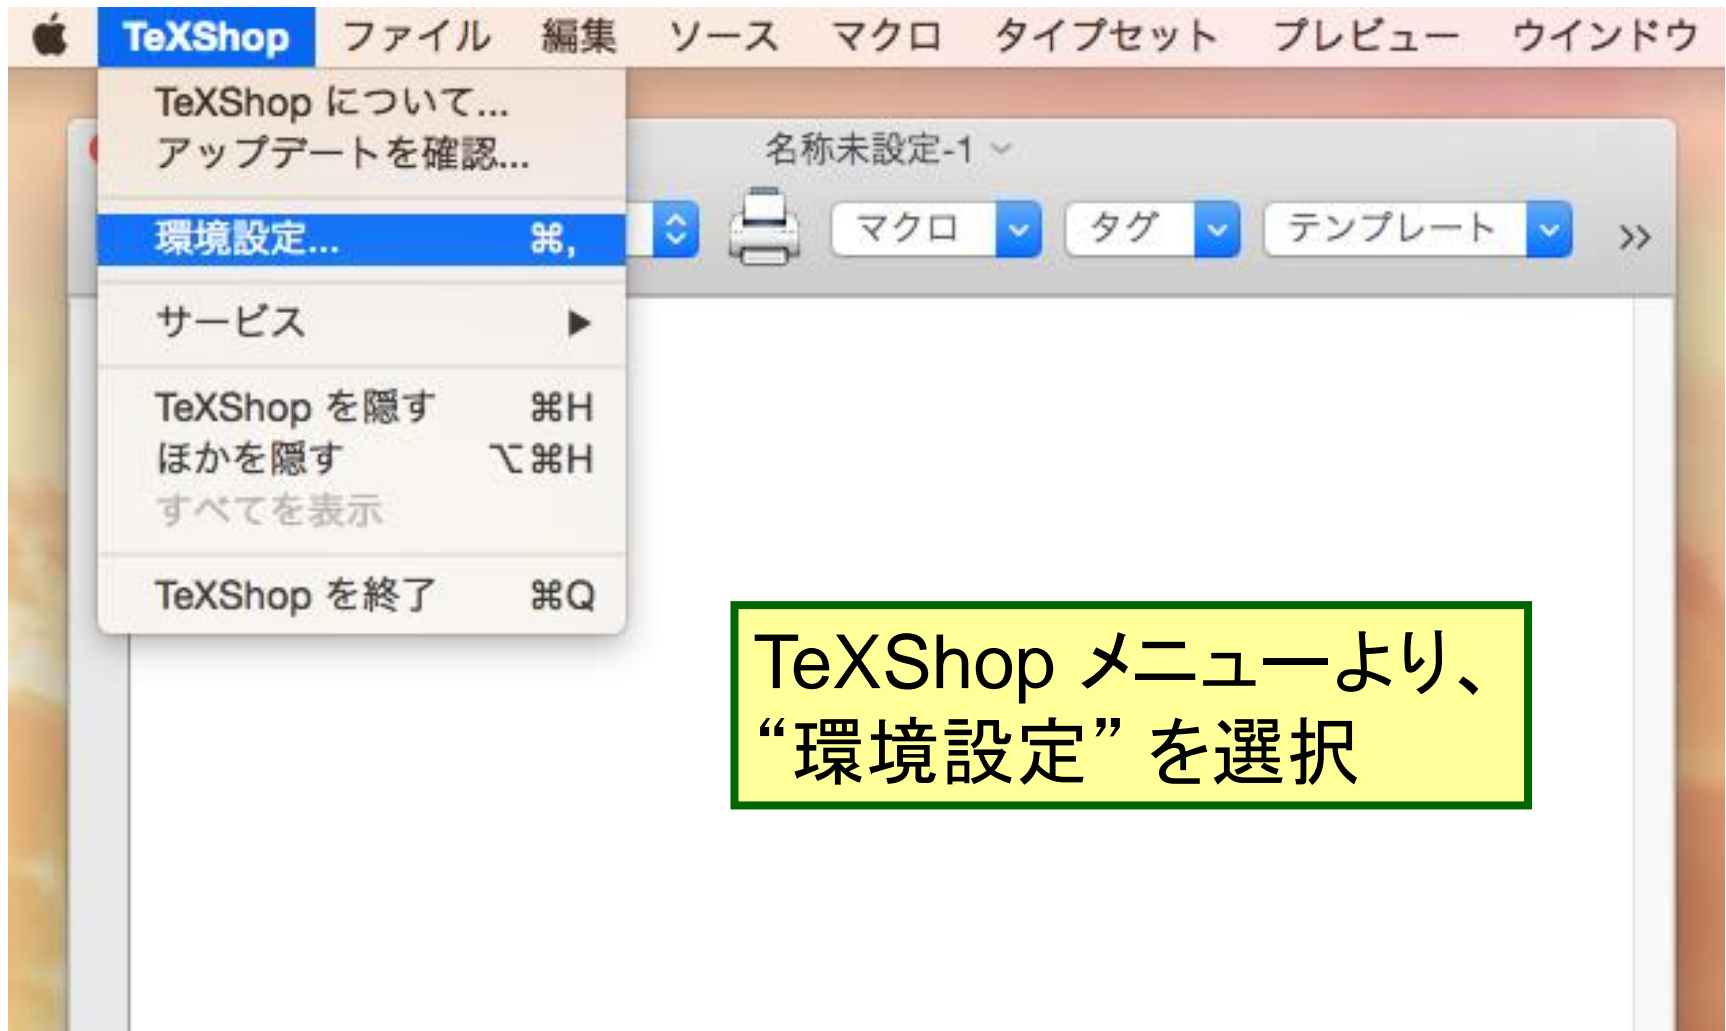 TeXShop ファイル 編集 ソース マクロ タイプセット プレビュー ウインドウ
TeXShop について...
アップデートを確認...
環境設定... ⌘,
サービス ▶
TeXShop を隠す ⌘H
ほかを隠す ⌥⌘H
すべてを表示
TeXShop を終了 ⌘Q
名称未設定-1
マクロ タグ テンプレート >>
TeXShop メニューより、
“環境設定” を選択